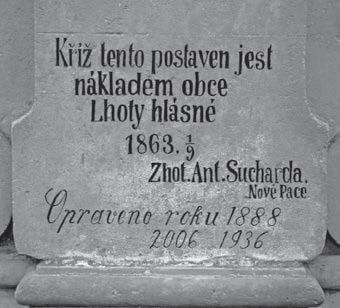 Kříž tento postaven jest
nákladem obce
Lhoty hlásné
1863. 1/9
Zhot. Ant. Sucharda.
Nové Pace
Opraveno roku 1888
2006 1936